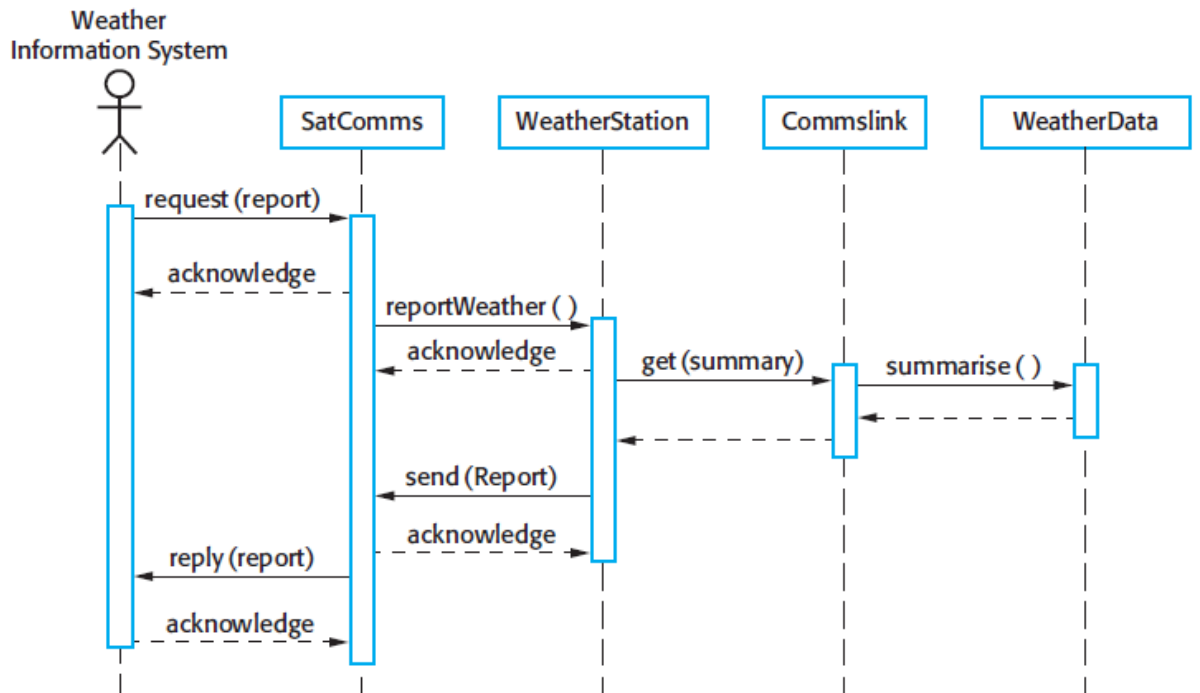 Weather
Information System
SatComms
WeatherStation
Commslink
WeatherData
request (report)
acknowledge
reportWeather ( )
acknowledge
get (summary)
summarise ( )
send (Report)
acknowledge
reply (report)
acknowledge